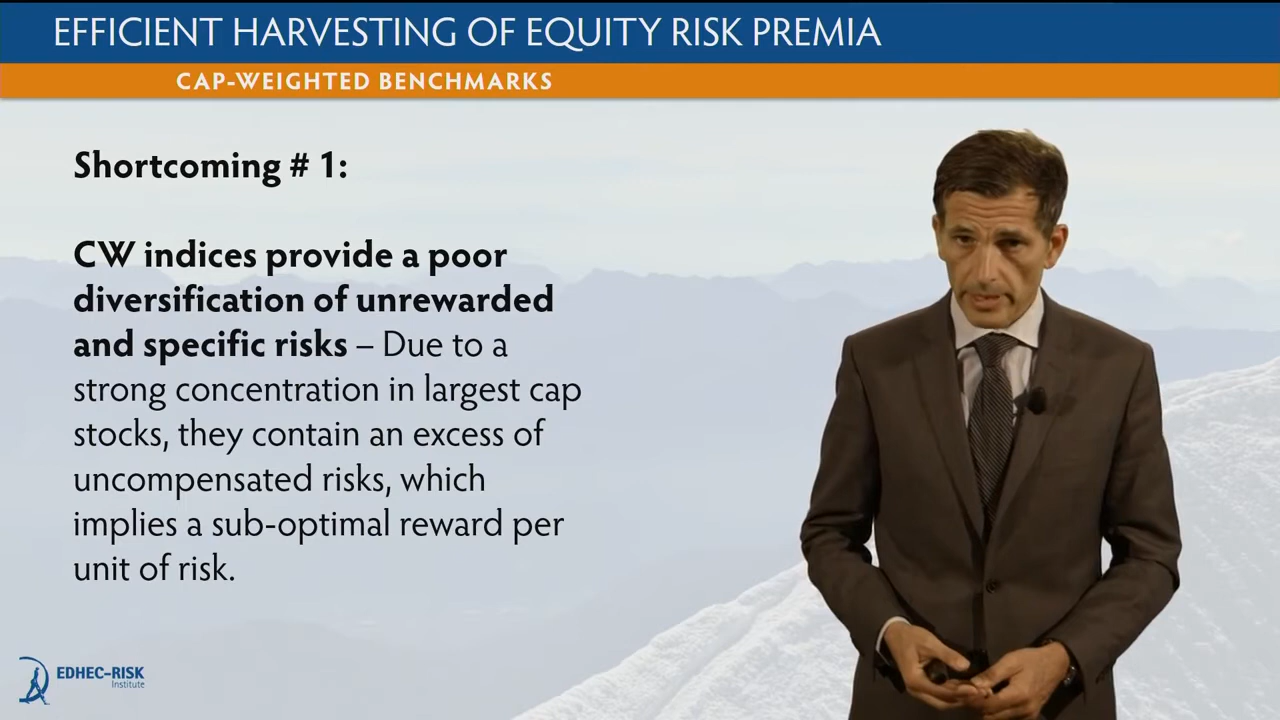 EFFICIENT HARVESTING OF EQUITY RISK PREMIA
CAP-WEIGHTED BENCHMARKS
Shortcoming # 1:
CW indices provide a poor
diversification of unrewarded
and specific risks – Due to a
strong concentration in largest cap
stocks, they contain an excess of
uncompensated risks, which
implies a sub-optimal reward per
unit of risk.
EDHEC-RISK
Institute